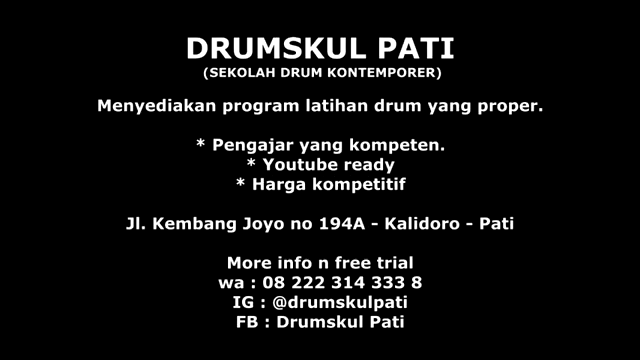 DRUMSKUL PATI
(SEKOLAH DRUM KONTEMPORER)
Menyediakan program latihan drum yang proper.
* Pengajar yang kompeten.
* Youtube ready
* Harga kompetitif
Jl. Kembang Joyo no 194A - Kalidoro - Pati
More info n free trial
wa : 08 222 314 333 8
IG : @drumskulpati
FB : Drumskul Pati